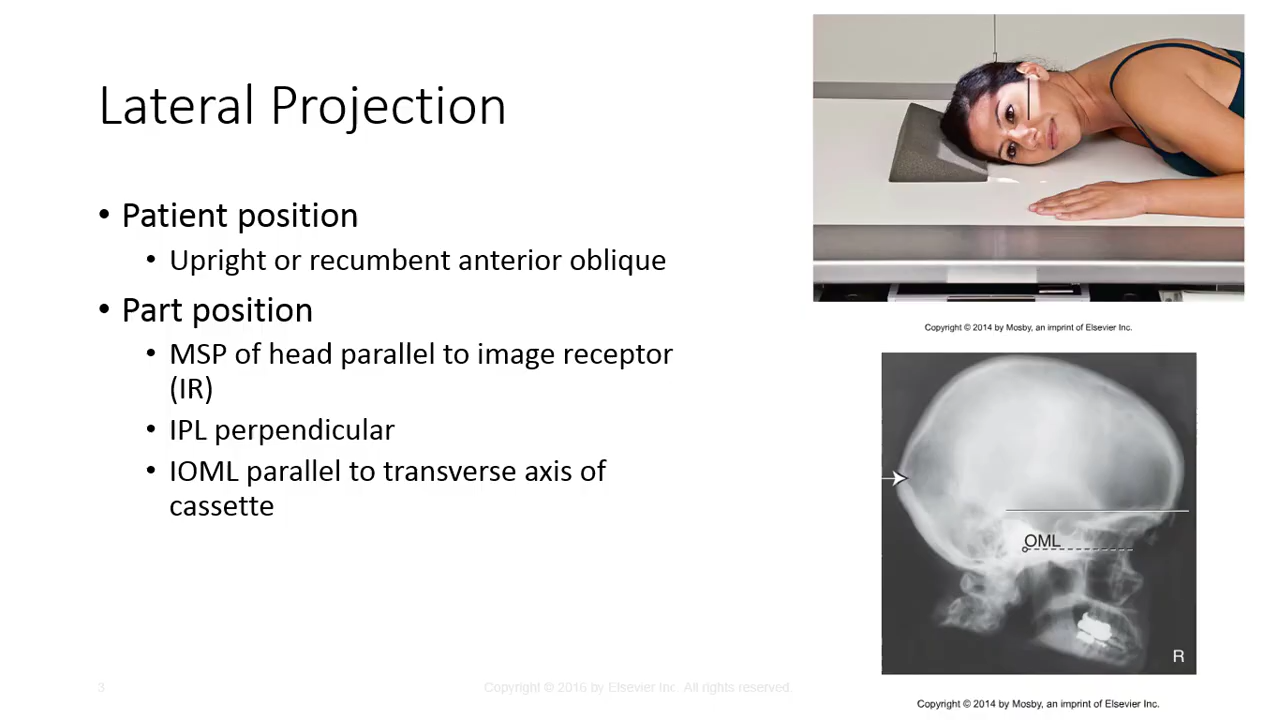 Lateral Projection
• Patient position
• Upright or recumbent anterior oblique
• Part position
• MSP of head parallel to image receptor
(IR)
• IPL perpendicular
• IOML parallel to transverse axis of
cassette
Copyright © 2014 by Mosby, an imprint of Elsevier Inc.
OML
R
Copyright © 2014 by Mosby, an imprint of Elsevier Inc.
3
Copyright © 2016 by Elsevier Inc. All rights reserved.